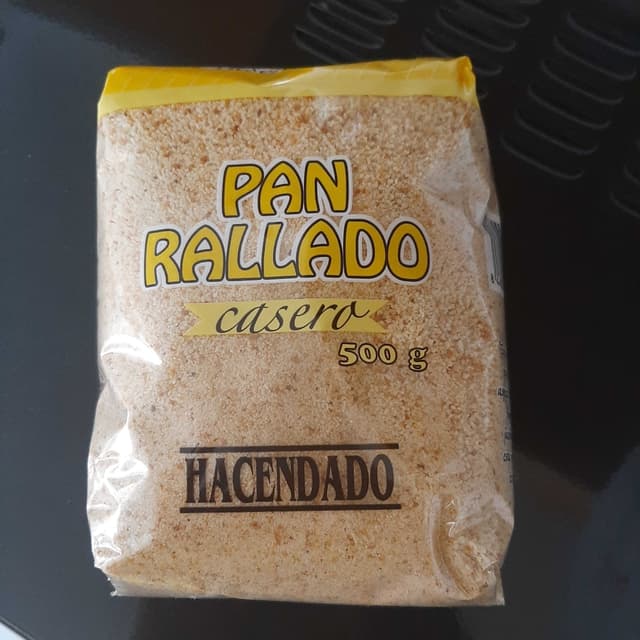 PAN
RALLADO
casero
500 g
HACENDADO